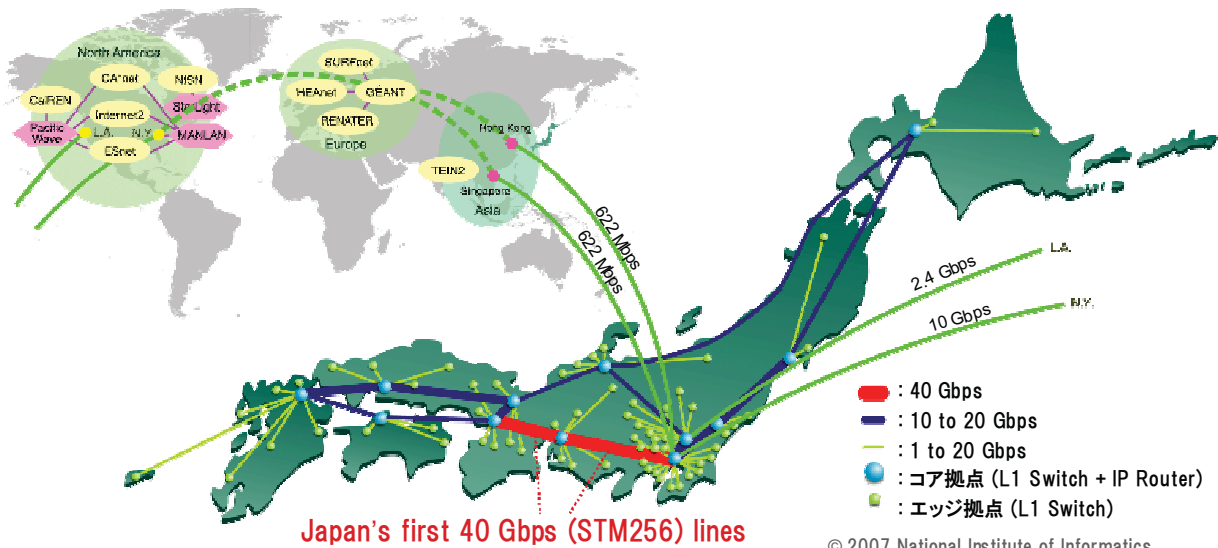 North America
CA*net
NISN
CalREN
Internet2
StarLight
Pacific
Wave
L.A.
N.Y.
MANLAN
ESnet
SURFnet
HEAnet
GÉANT
RENATER
Europe
Hong Kong
TEIN2
Singapore
Asia
622 Mbps
622 Mbps
2.4 Gbps
L.A.
10 Gbps
N.Y.
: 40 Gbps
: 10 to 20 Gbps
: 1 to 20 Gbps
: コア拠点 (L1 Switch + IP Router)
: エッジ拠点 (L1 Switch)
Japan's first 40 Gbps (STM256) lines
© 2007 National Institute of Informatics